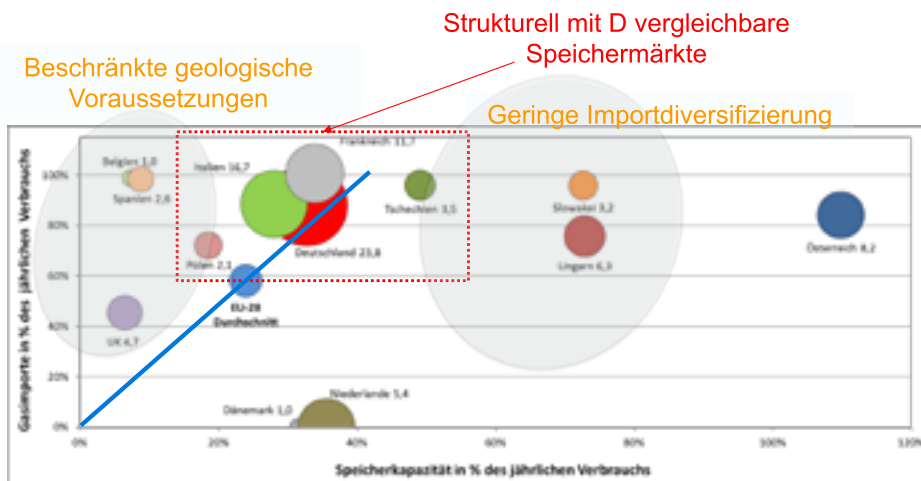 Strukturell mit D vergleichbare
Speichermärkte
Beschränkte geologische
Voraussetzungen
Geringe Importdiversifizierung
Gasimporte in % des jährlichen Verbrauchs
100%
80%
60%
40%
20%
0%
Belgien 1,0
Spanien 2,6
Italien 16,7
Frankreich 11,7
Tschechien 3,5
Slowakei 3,2
Polen 2,1
Deutschland 23,8
Ungarn 6,3
Österreich 8,2
EU-28
Durchschnitt
UK 4,7
Niederlande 5,4
Dänemark 1,0
0%
20%
40%
60%
80%
100%
120%
Speicherkapazität in % des jährlichen Verbrauchs